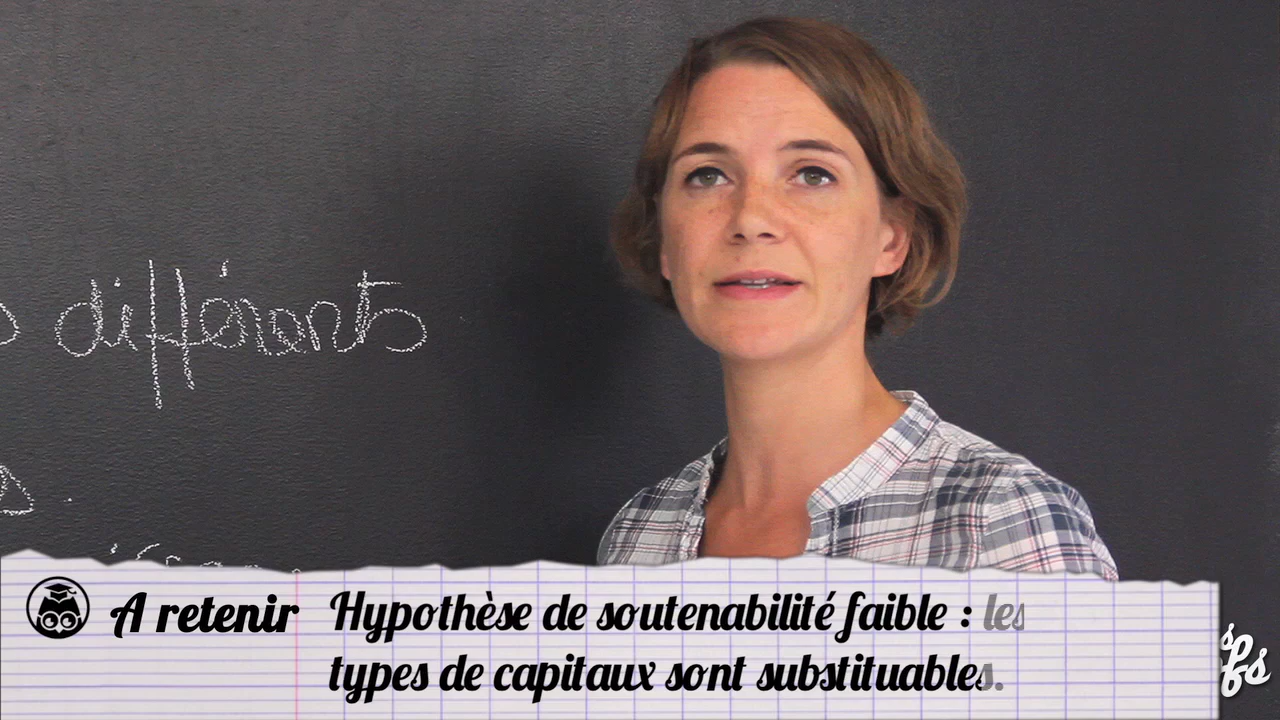 différents
A retenir
Hypothèse de soutenabilité faible : les
types de capitaux sont substituables.